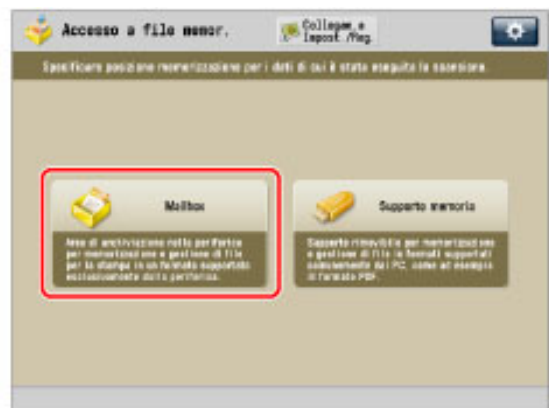 Accesso a file memor.
Collegam. a
Impost./Reg.
Specificare posizione memorizzazione per i dati di cui è stata eseguita la scansione.
Mailbox
Area di archiviazione nella periferica
per memorizzazione e gestione di file
per la stampa in un formato supportato
esclusivamente dalla periferica.
Supporto memoria
Supporto rimovibile per memorizzazione
e gestione di file in formati supportati
comunemente dai PC, come ad esempio
il formato PDF.